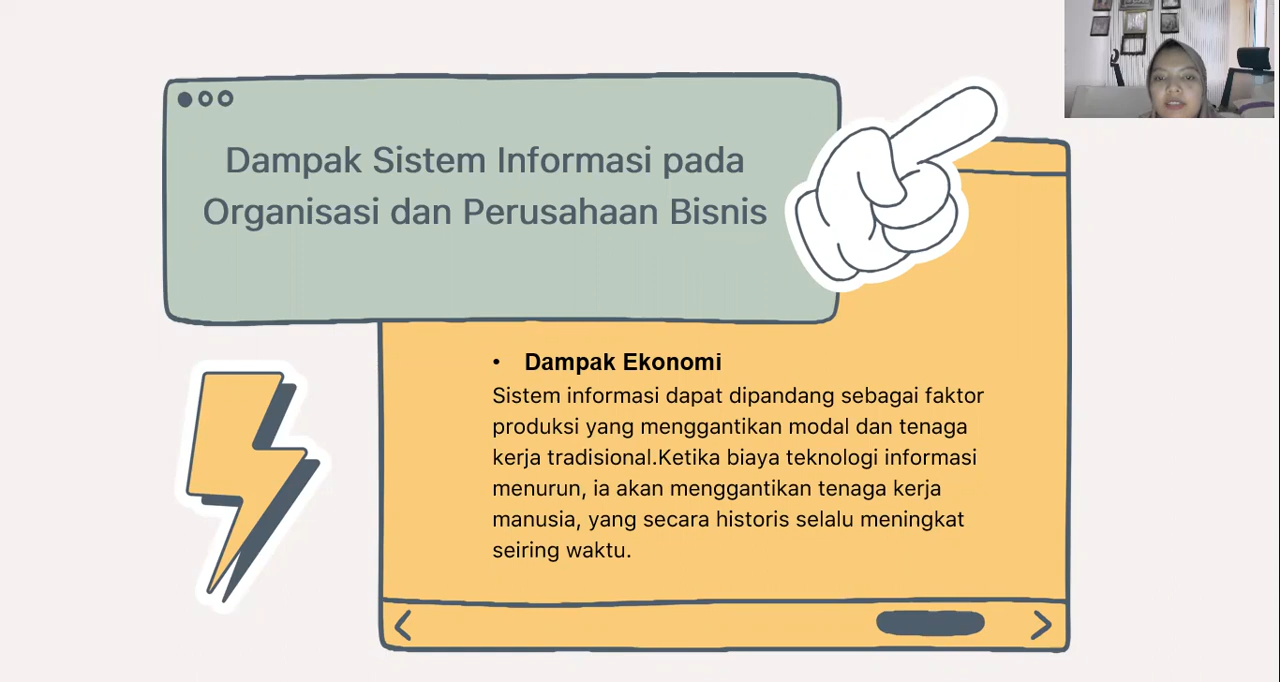 Dampak Sistem Informasi pada
Organisasi dan Perusahaan Bisnis
• Dampak Ekonomi
Sistem informasi dapat dipandang sebagai faktor
produksi yang menggantikan modal dan tenaga
kerja tradisional.Ketika biaya teknologi informasi
menurun, ia akan menggantikan tenaga kerja
manusia, yang secara historis selalu meningkat
seiring waktu.